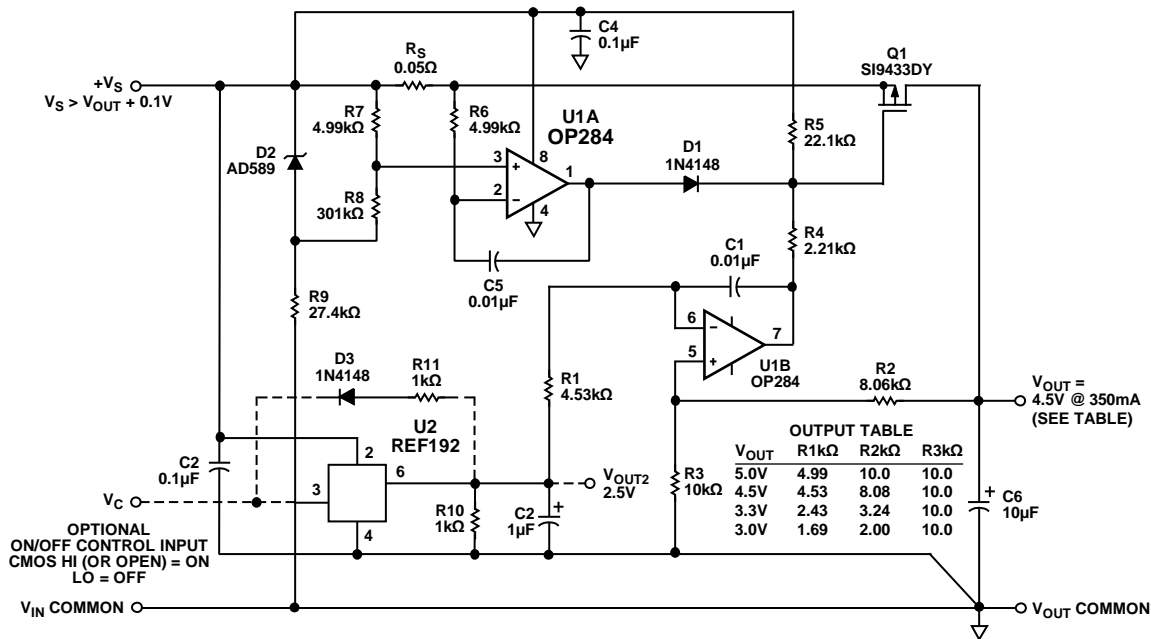 C4
0.1µF
RS
0.05Ω
Q1
SI9433DY
+VS
VS > VOUT + 0.1V
R7
4.99kΩ
R6
4.99kΩ
U1A
OP284
R5
22.1kΩ
D2
AD589
3
+
8
1
D1
1N4148
2
–
4
R8
301kΩ
R4
2.21kΩ
C5
0.01µF
C1
0.01µF
R9
27.4kΩ
6
–
7
5
+
U1B
OP284
D3
1N4148
R11
1kΩ
R1
4.53kΩ
R2
8.06kΩ
VOUT =
4.5V @ 350mA
(SEE TABLE)
U2
REF192
OUTPUT TABLE
VOUT R1kΩ R2kΩ R3kΩ
5.0V 4.99 10.0 10.0
4.5V 4.53 8.08 10.0
3.3V 2.43 3.24 10.0
3.0V 1.69 2.00 10.0
C2
0.1µF
2
6
3
4
VOUT2
2.5V
R3
10kΩ
VC
R10
1kΩ
C2
1µF
+
+
C6
10µF
OPTIONAL
ON/OFF CONTROL INPUT
CMOS HI (OR OPEN) = ON
LO = OFF
VIN COMMON
VOUT COMMON